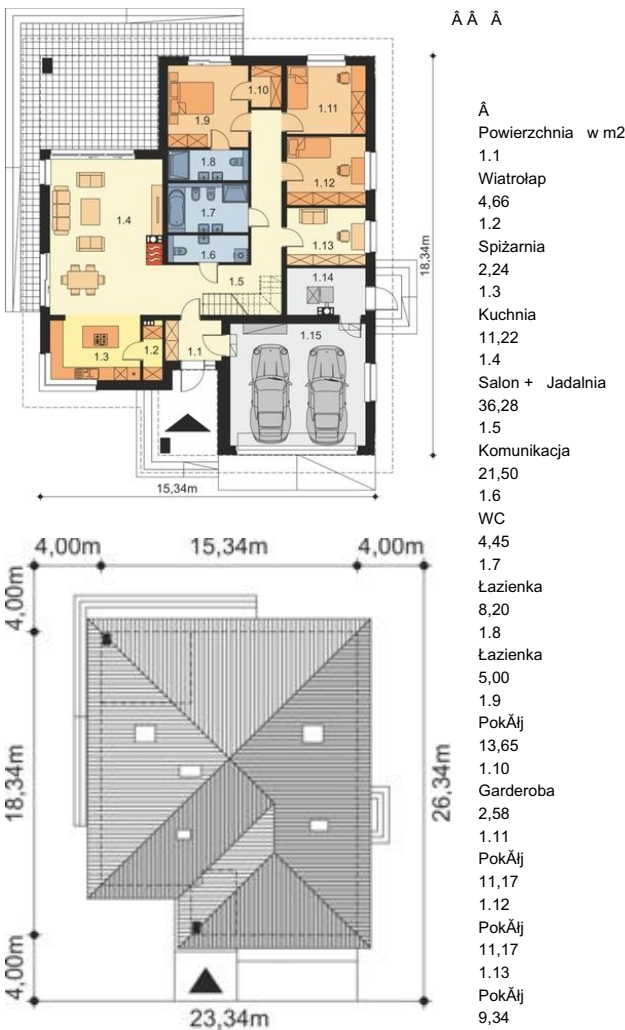 Â Â Â
Â
Powierzchnia w m2
1.1
Wiatrołap
4,66
1.2
Spiżarnia
2,24
1.3
Kuchnia
11,22
1.4
Salon + Jadalnia
36,28
1.5
Komunikacja
21,50
1.6
WC
4,45
1.7
Łazienka
8,20
1.8
Łazienka
5,00
1.9
PokĂłj
13,65
1.10
Garderoba
2,58
1.11
PokĂłj
11,17
1.12
PokĂłj
11,17
1.13
PokĂłj
9,34
1.10
1.9
1.11
1.8
1.12
1.7
1.4
1.13
1.6
1.14
1.5
1.15
1.1
1.2
1.3
18,34m
15,34m
4,00m 15,34m 4,00m
4,00m
18,34m
4,00m
26,34m
23,34m